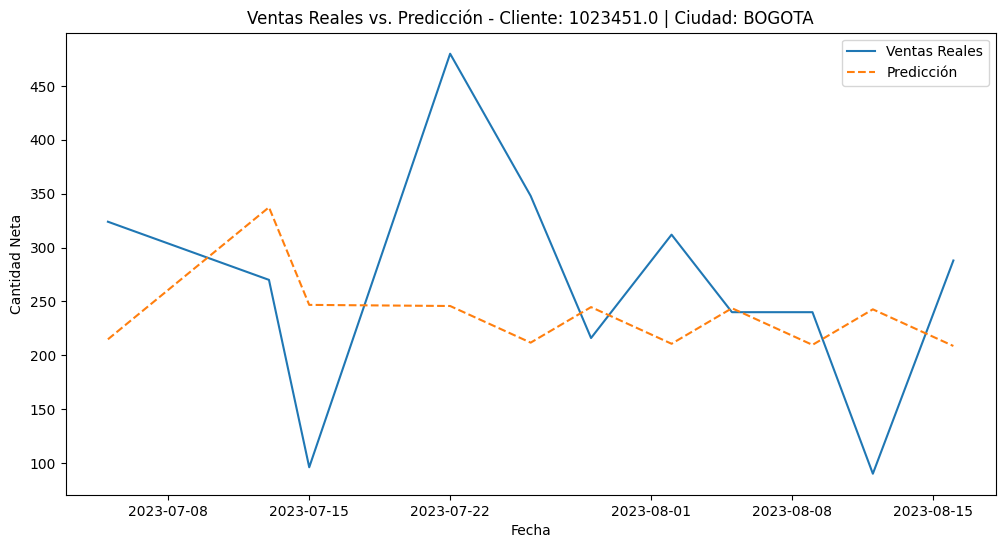 Ventas Reales vs. Predicción - Cliente: 1023451.0 | Ciudad: BOGOTA
Ventas Reales
Predicción
Cantidad Neta
450
400
350
300
250
200
150
100
2023-07-08
2023-07-15
2023-07-22
2023-08-01
2023-08-08
2023-08-15
Fecha